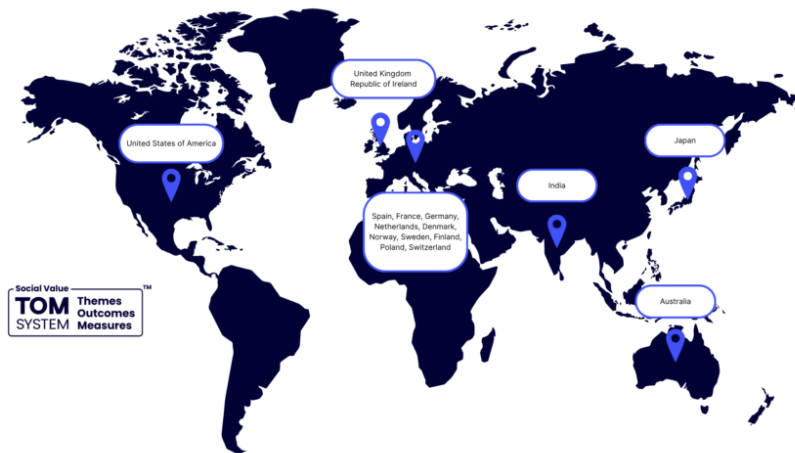 United Kingdom
Republic of Ireland
United States of America
Japan
India
Spain, France, Germany,
Netherlands, Denmark,
Norway, Sweden, Finland,
Poland, Switzerland
Australia
Social Value
TM
TOM
SYSTEM
Themes
Outcomes
Measures